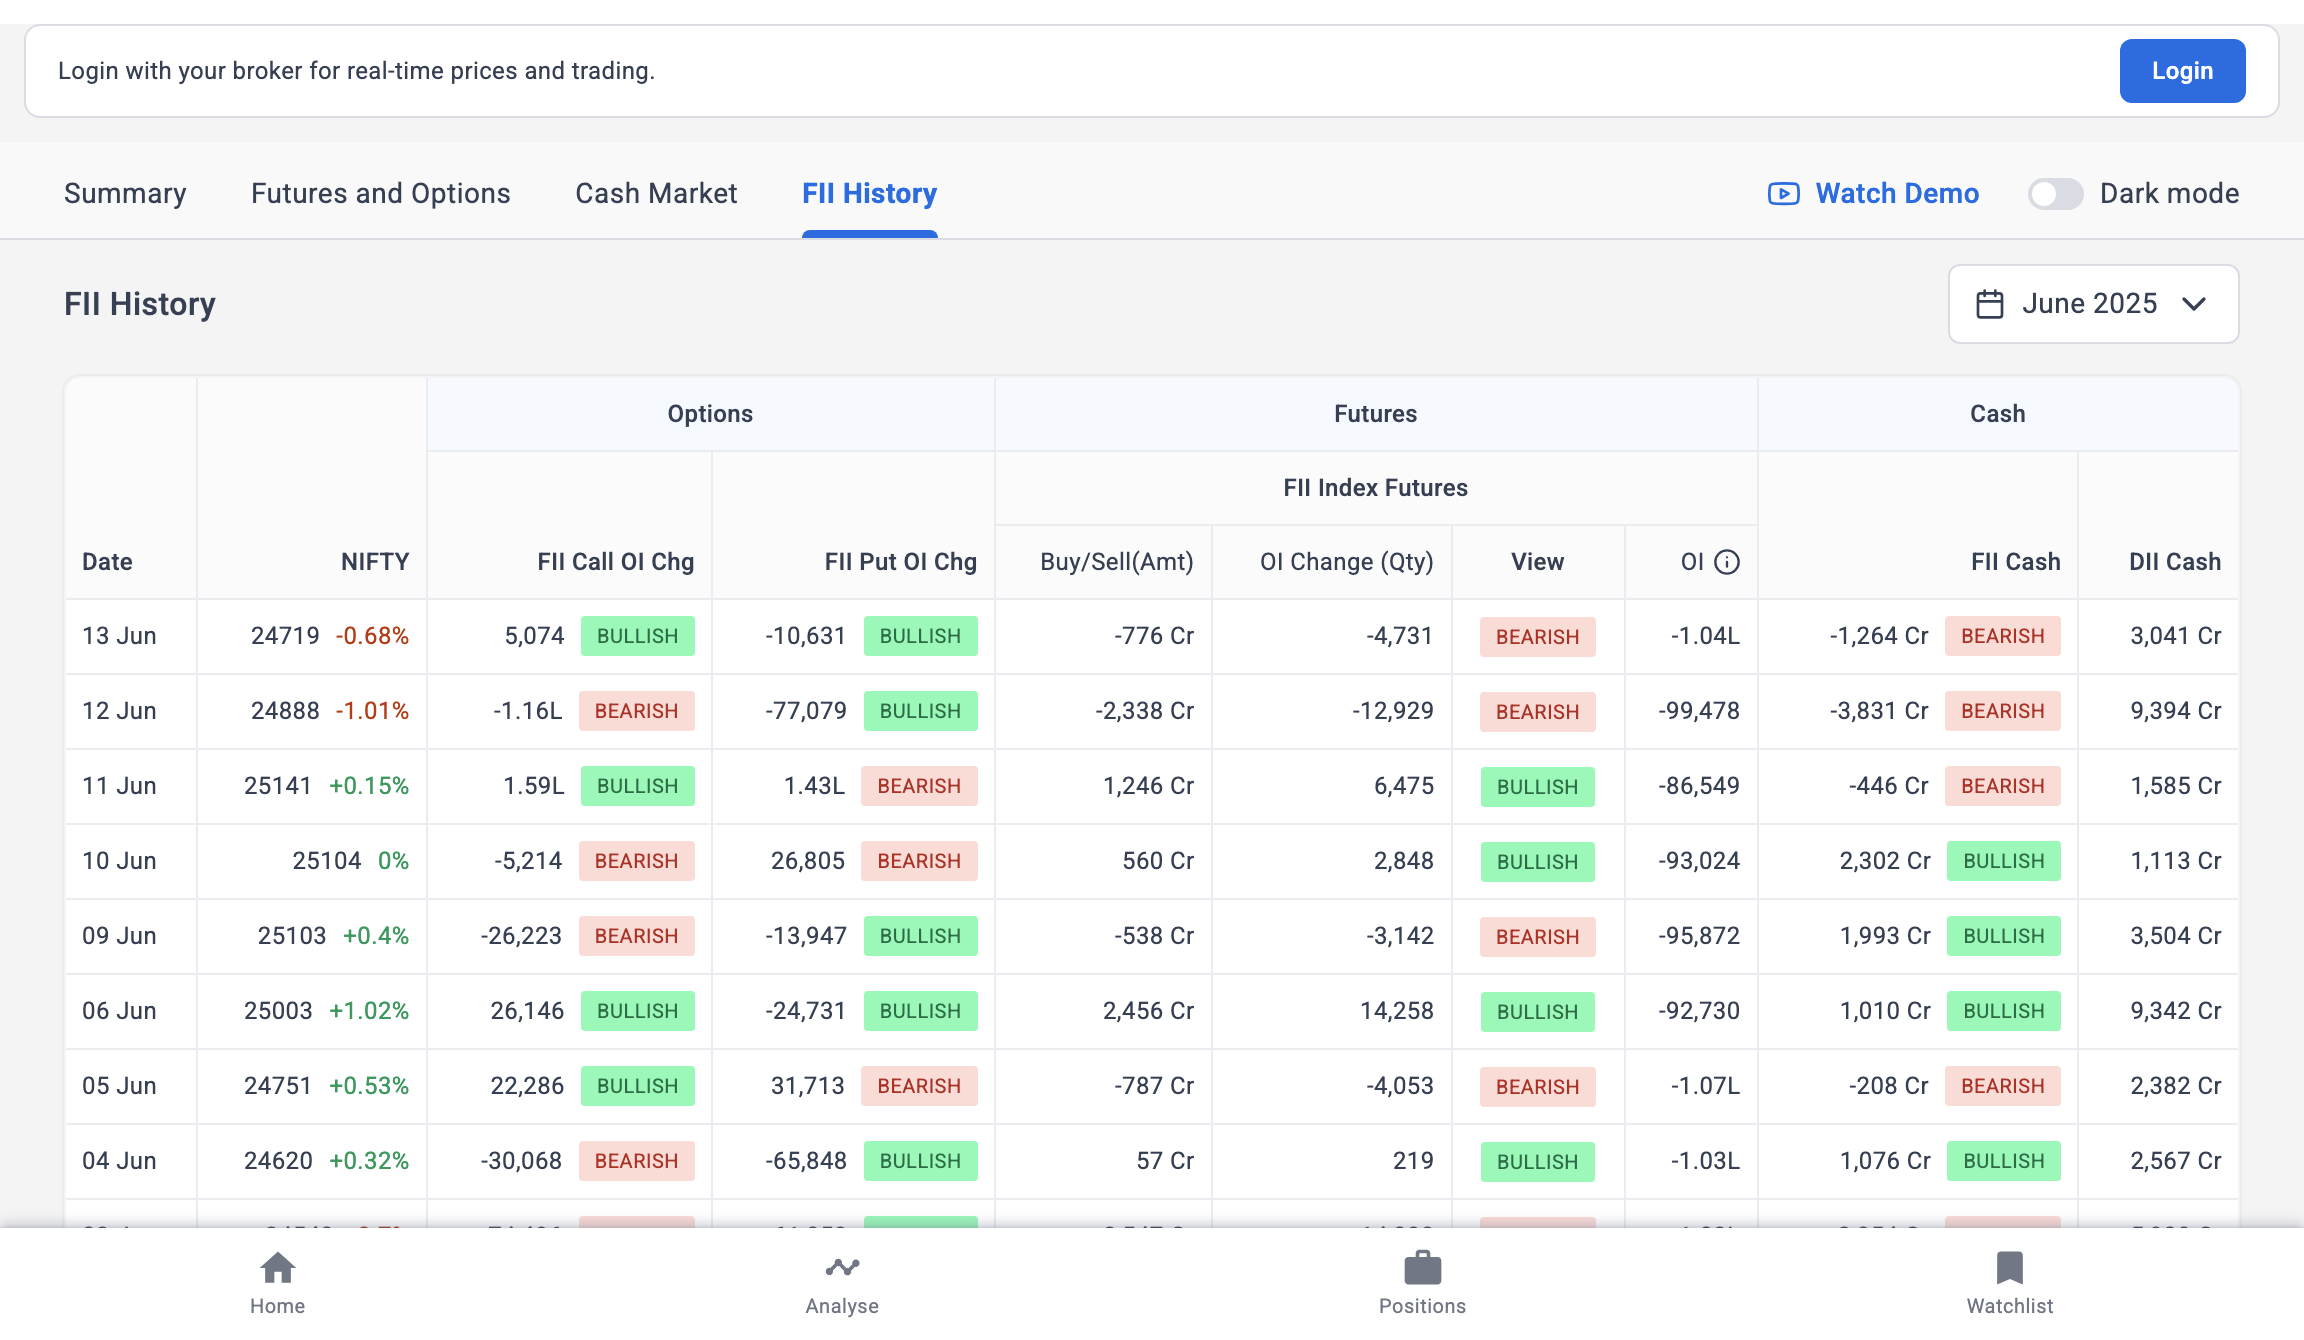 Login with your broker for real-time prices and trading.
Login
Summary Futures and Options Cash Market FII History Watch Demo Dark mode
FII History
June 2025
Options Futures Cash
FII Index Futures
Date NIFTY FII Call OI Chg FII Put OI Chg Buy/Sell(Amt) OI Change (Qty) View OI FII Cash DII Cash
13 Jun 24719 -0.68% 5,074 BULLISH -10,631 BULLISH -776 Cr -4,731 BEARISH -1.04L -1,264 Cr BEARISH 3,041 Cr
12 Jun 24888 -1.01% -1.16L BEARISH -77,079 BULLISH -2,338 Cr -12,929 BEARISH -99,478 -3,831 Cr BEARISH 9,394 Cr
11 Jun 25141 +0.15% 1.59L BULLISH 1.43L BEARISH 1,246 Cr 6,475 BULLISH -86,549 -446 Cr BEARISH 1,585 Cr
10 Jun 25104 0% -5,214 BEARISH 26,805 BEARISH 560 Cr 2,848 BULLISH -93,024 2,302 Cr BULLISH 1,113 Cr
09 Jun 25103 +0.4% -26,223 BEARISH -13,947 BULLISH -538 Cr -3,142 BEARISH -95,872 1,993 Cr BULLISH 3,504 Cr
06 Jun 25003 +1.02% 26,146 BULLISH -24,731 BULLISH 2,456 Cr 14,258 BULLISH -92,730 1,010 Cr BULLISH 9,342 Cr
05 Jun 24751 +0.53% 22,286 BULLISH 31,713 BEARISH -787 Cr -4,053 BEARISH -1.07L -208 Cr BEARISH 2,382 Cr
04 Jun 24620 +0.32% -30,068 BEARISH -65,848 BULLISH 57 Cr 219 BULLISH -1.03L 1,076 Cr BULLISH 2,567 Cr
Home Analyse Positions Watchlist